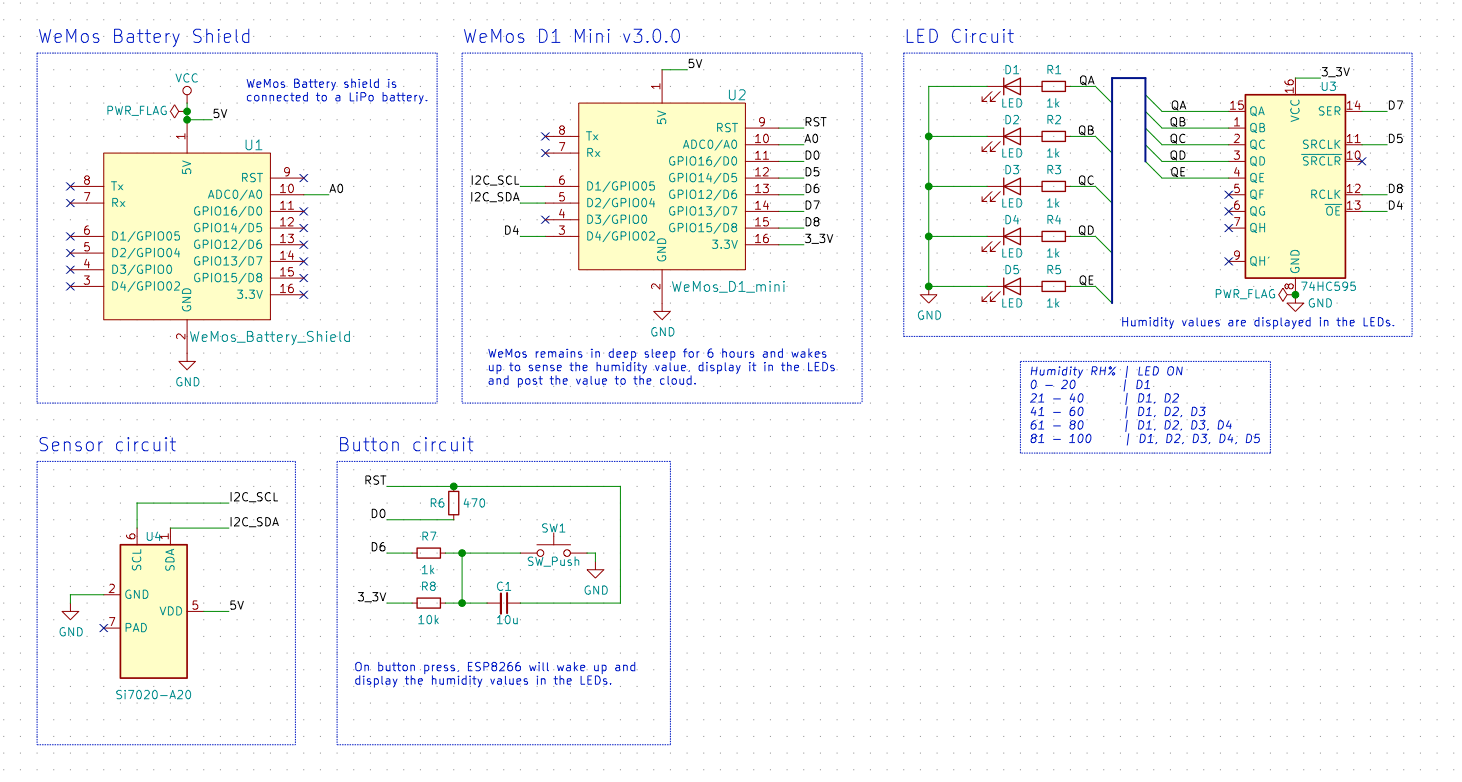 WeMos Battery Shield
VCC
WeMos Battery shield is
connected to a LiPo battery.
PWR_FLAG
5V
1
U1
5V
8 Tx
7 Rx
6 D1/GPIO05
5 D2/GPIO04
4 D3/GPIO0
3 D4/GPIO02
RST 9
ADC0/A0 10 A0
GPIO16/D0 11
GPIO14/D5 12
GPIO12/D6 13
GPIO13/D7 14
GPIO15/D8 15
3.3V 16
GND
2
WeMos_Battery_Shield
GND
WeMos D1 Mini v3.0.0
5V
1
U2
5V
8 Tx
7 Rx
I2C_SCL 6 D1/GPIO05
I2C_SDA 5 D2/GPIO04
4 D3/GPIO0
D4 3 D4/GPIO02
RST 9 RST
ADC0/A0 10 A0
GPIO16/D0 11 D0
GPIO14/D5 12 D5
GPIO12/D6 13 D6
GPIO13/D7 14 D7
GPIO15/D8 15 D8
3.3V 16 3_3V
GND
2
WeMos_D1_mini
GND
WeMos remains in deep sleep for 6 hours and wakes
up to sense the humidity value, display it in the LEDs
and post the value to the cloud.
LED Circuit
D1 R1 QA
LED 1k
D2 R2 QB
LED 1k
D3 R3 QC
LED 1k
D4 R4 QD
LED 1k
D5 R5 QE
LED 1k
GND
3_3V
16 U3
VCC
QA 15 QA
QB 1 QB
QC 2 QC
QD 3 QD
QE 4 QE
5 QF
6 QG
7 QH
9 QH'
SER 14 D7
SRCLK 11 D5
SRCLR 10
RCLK 12 D8
OE 13 D4
GND
8
74HC595
PWR_FLAG
GND
Humidity values are displayed in the LEDs.
Humidity RH% | LED ON
0 - 20 | D1
21 - 40 | D1, D2
41 - 60 | D1, D2, D3
61 - 80 | D1, D2, D3, D4
81 - 100 | D1, D2, D3, D4, D5
Sensor circuit
I2C_SCL
I2C_SDA
6 U4 1
SCL SDA
2 GND
VDD 5 5V
GND
7 PAD
Si7020-A20
Button circuit
RST
R6 470
D0
D6 R7
1k
SW1
SW_Push
GND
3_3V R8
10k
C1
10u
On button press, ESP8266 will wake up and
display the humidity values in the LEDs.